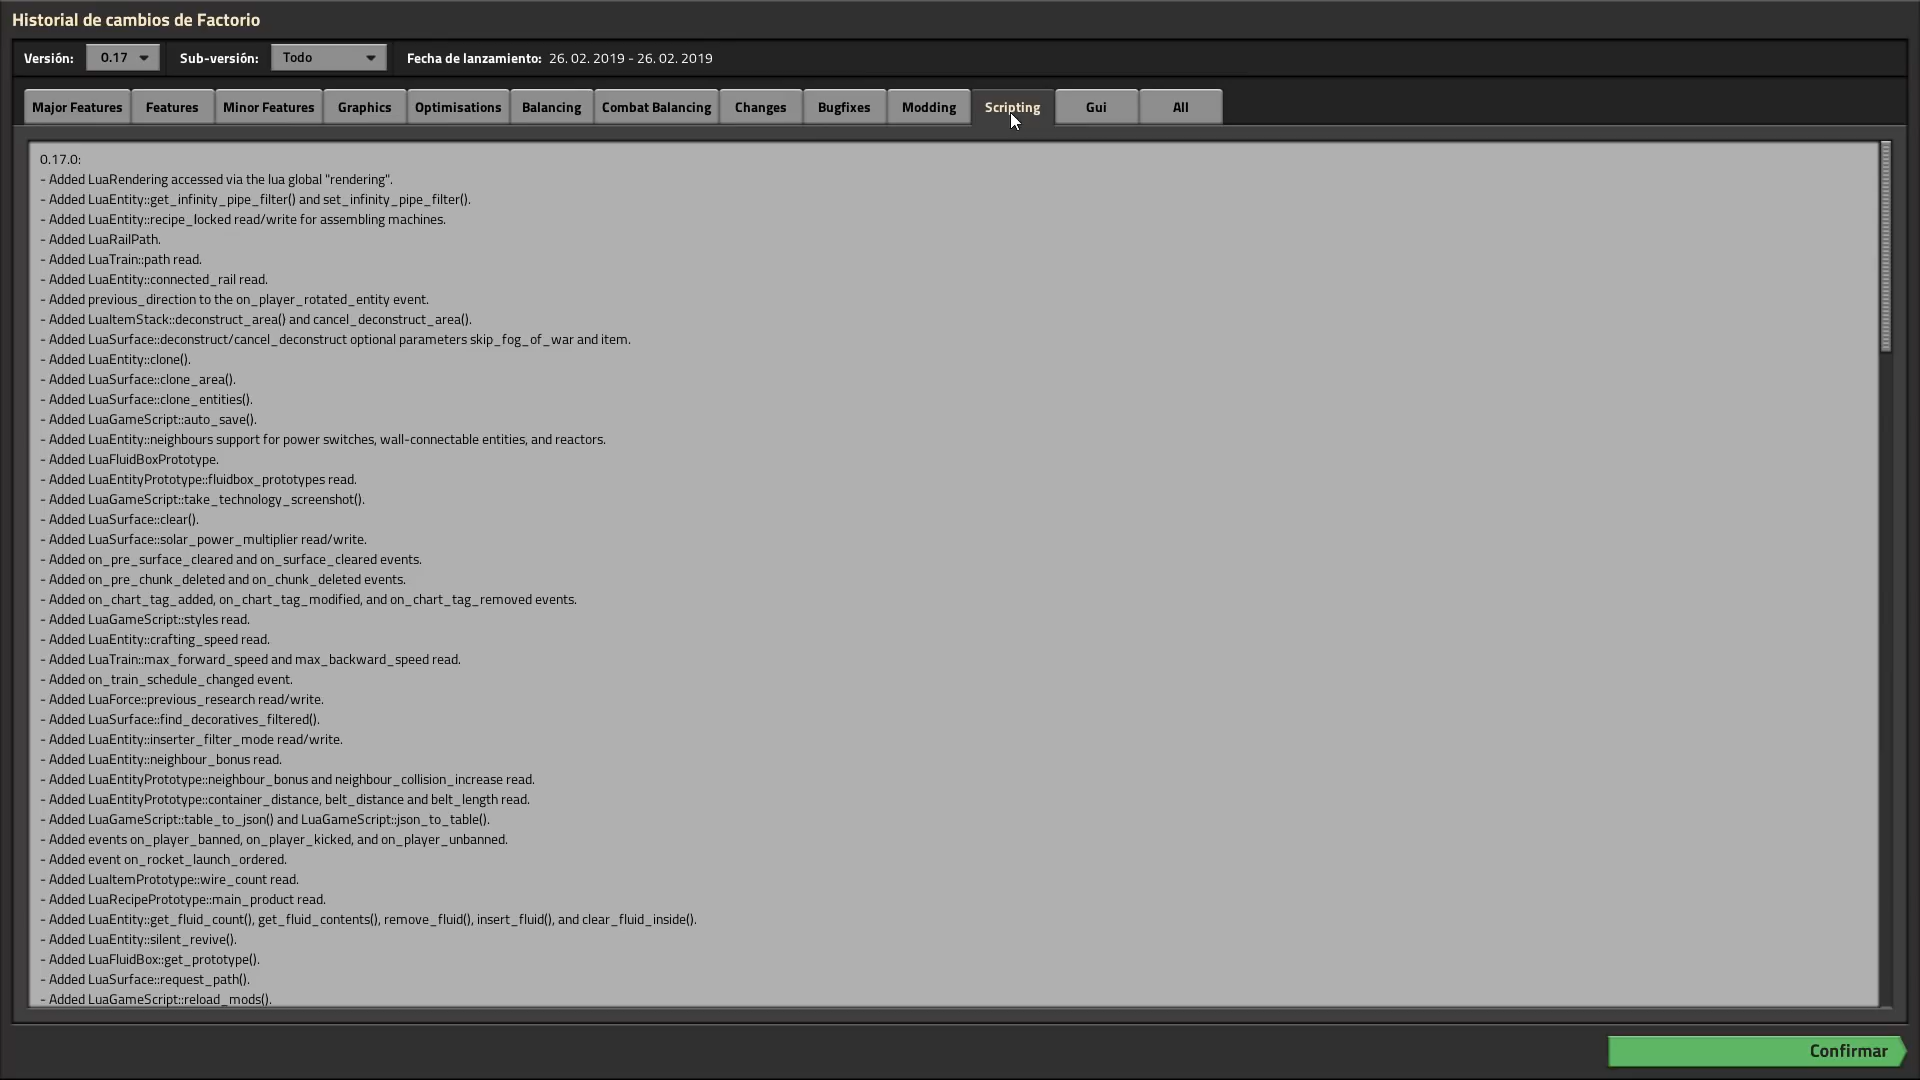 Historial de cambios de Factorio
Versión: 0.17 Sub-versión: Todo Fecha de lanzamiento: 26. 02. 2019 - 26. 02. 2019
Major Features Features Minor Features Graphics Optimisations Balancing Combat Balancing Changes Bugfixes Modding Scripting Gui All
0.17.0:
- Added LuaRendering accessed via the lua global "rendering".
- Added LuaEntity::get_infinity_pipe_filter() and set_infinity_pipe_filter().
- Added LuaEntity::recipe_locked read/write for assembling machines.
- Added LuaRailPath.
- Added LuaTrain::path read.
- Added LuaEntity::connected_rail read.
- Added previous_direction to the on_player_rotated_entity event.
- Added LuaItemStack::deconstruct_area() and cancel_deconstruct_area().
- Added LuaSurface::deconstruct/cancel_deconstruct optional parameters skip_fog_of_war and item.
- Added LuaEntity::clone().
- Added LuaSurface::clone_area().
- Added LuaSurface::clone_entities().
- Added LuaGameScript::auto_save().
- Added LuaEntity::neighbours support for power switches, wall-connectable entities, and reactors.
- Added LuaFluidBoxPrototype.
- Added LuaEntityPrototype::fluidbox_prototypes read.
- Added LuaGameScript::take_technology_screenshot().
- Added LuaSurface::clear().
- Added LuaSurface::solar_power_multiplier read/write.
- Added on_pre_surface_cleared and on_surface_cleared events.
- Added on_pre_chunk_deleted and on_chunk_deleted events.
- Added on_chart_tag_added, on_chart_tag_modified, and on_chart_tag_removed events.
- Added LuaGameScript::styles read.
- Added LuaEntity::crafting_speed read.
- Added LuaTrain::max_forward_speed and max_backward_speed read.
- Added on_train_schedule_changed event.
- Added LuaForce::previous_research read/write.
- Added LuaSurface::find_decoratives_filtered().
- Added LuaEntity::inserter_filter_mode read/write.
- Added LuaEntity::neighbour_bonus read.
- Added LuaEntityPrototype::neighbour_bonus and neighbour_collision_increase read.
- Added LuaEntityPrototype::container_distance, belt_distance and belt_length read.
- Added LuaGameScript::table_to_json() and LuaGameScript::json_to_table().
- Added events on_player_banned, on_player_kicked, and on_player_unbanned.
- Added event on_rocket_launch_ordered.
- Added LuaItemPrototype::wire_count read.
- Added LuaRecipePrototype::main_product read.
- Added LuaEntity::get_fluid_count(), get_fluid_contents(), remove_fluid(), insert_fluid(), and clear_fluid_inside().
- Added LuaEntity::silent_revive().
- Added LuaFluidBox::get_prototype().
- Added LuaSurface::request_path().
- Added LuaGameScript::reload_mods().
Confirmar